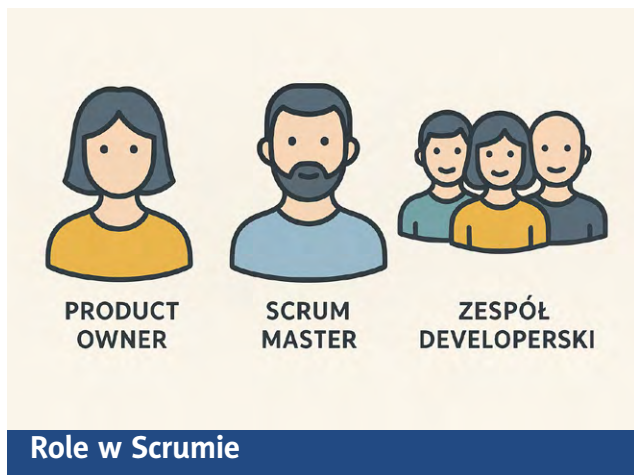 PRODUCT
OWNER
SCRUM
MASTER
ZESPÓŁ
DEVELOPERSKI
Role w Scrumie